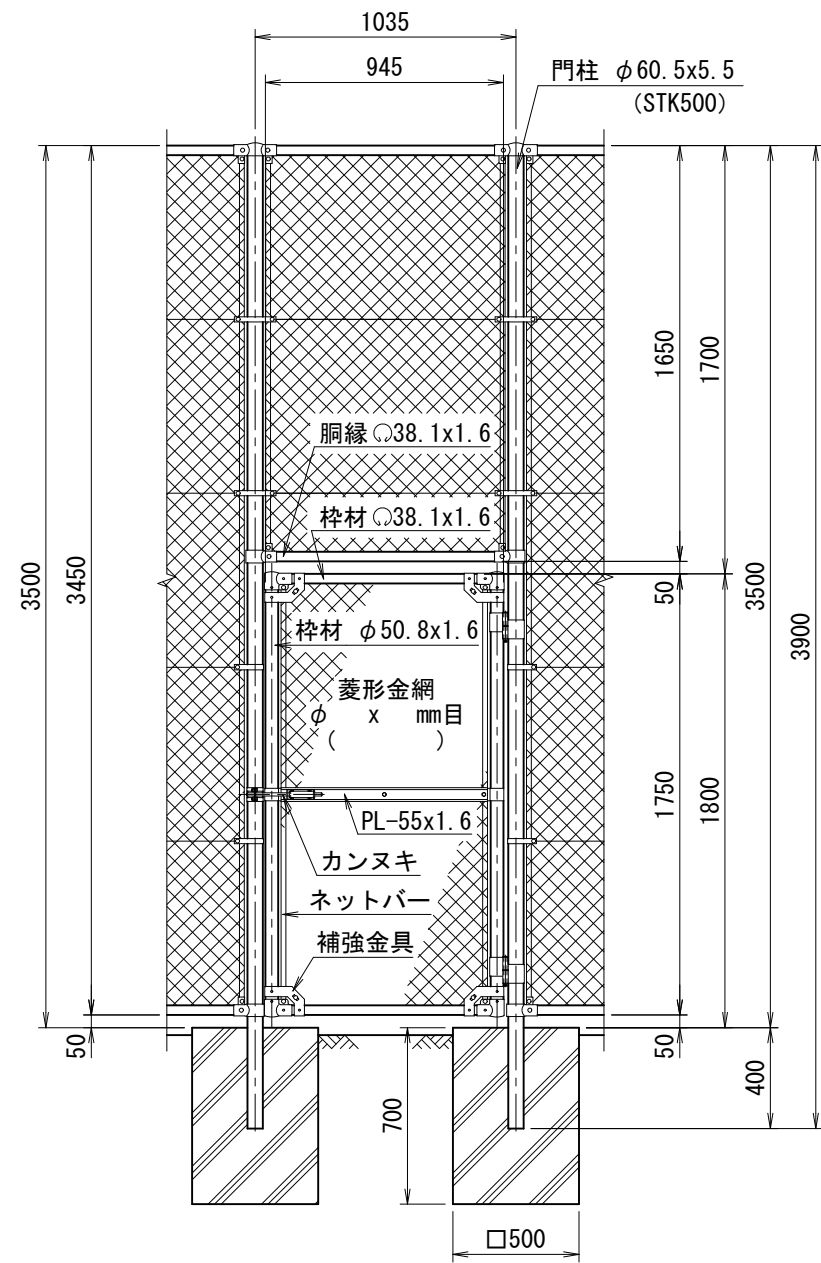 1035
945
門柱 φ60.5x5.5
(STK500)
3500
3450
1650
1700
胴縁 38.1x1.6
枠材 38.1x1.6
50
3500
3900
枠材 φ50.8x1.6
菱形金網
φ x mm目
( )
1750
1800
PL-55x1.6
カンヌキ
ネットバー
補強金具
50
50
400
700
□500